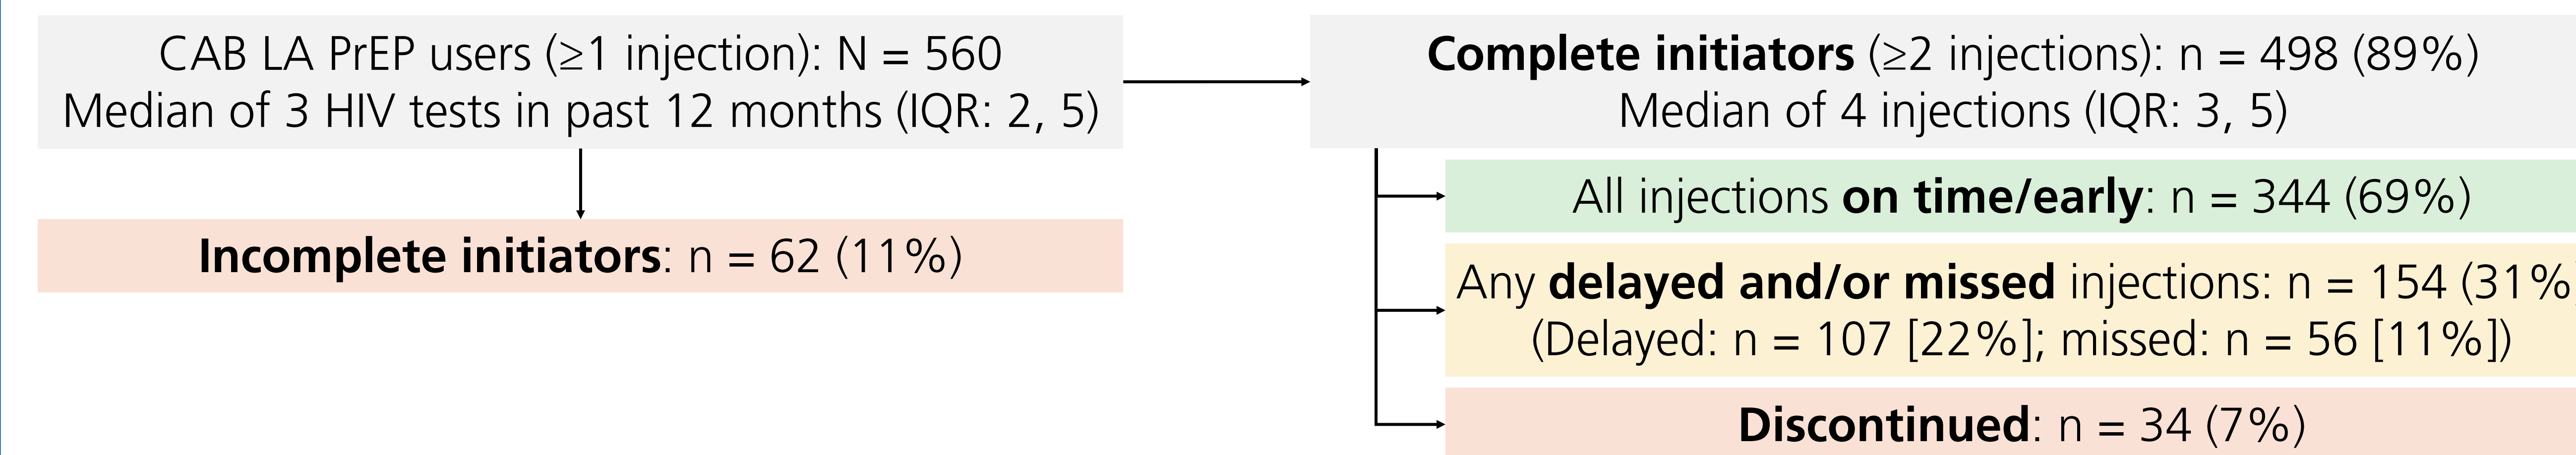 CAB LA PrEP users (≥1 injection): N = 560
Median of 3 HIV tests in past 12 months (IQR: 2, 5)
Incomplete initiators: n = 62 (11%)
Complete initiators (≥2 injections): n = 498 (89%)
Median of 4 injections (IQR: 3, 5)
All injections on time/early: n = 344 (69%)
Any delayed and/or missed injections: n = 154 (31%)
(Delayed: n = 107 [22%]; missed: n = 56 [11%])
Discontinued: n = 34 (7%)